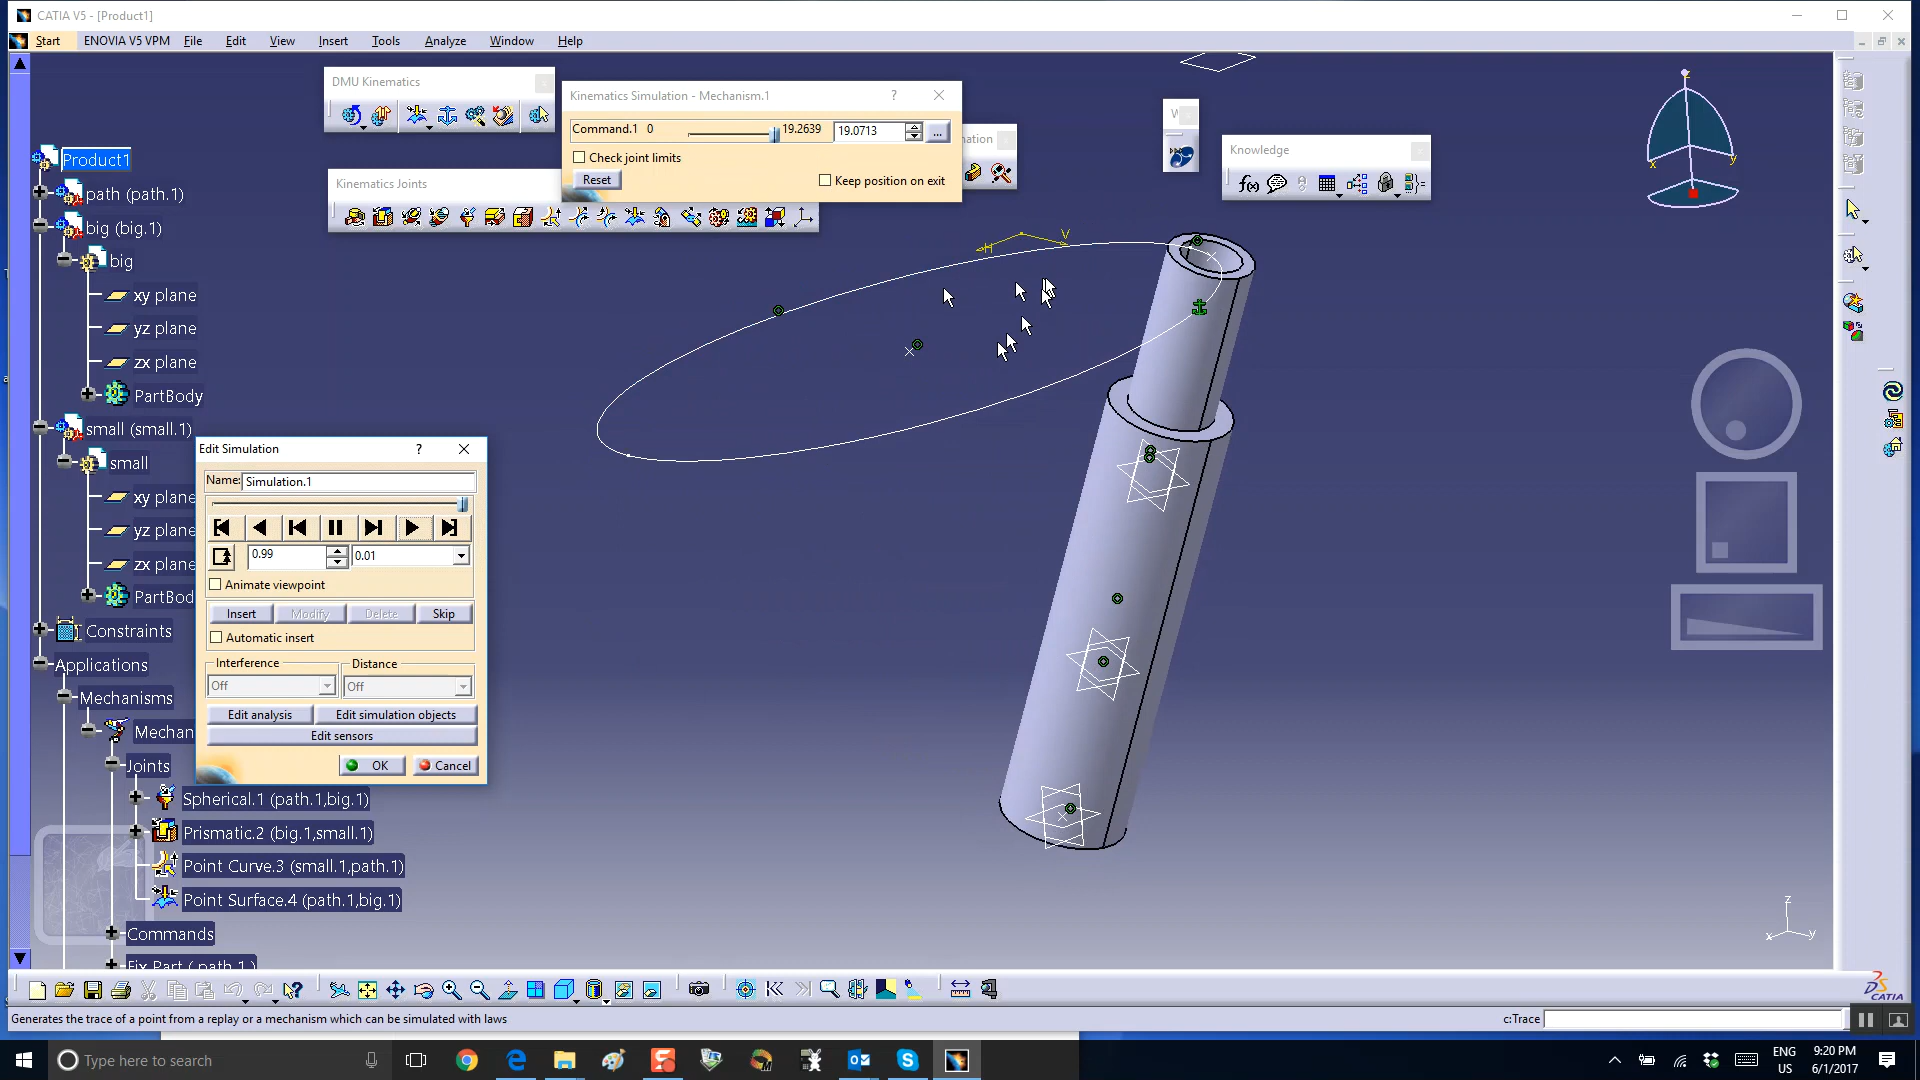 CATIA V5 - [Product1]
Start ENOVIA V5 VPM File Edit View Insert Tools Analyze Window Help
DMU Kinematics
Kinematics Simulation - Mechanism.1 ?
Command.1 0 19.2639 19.0713 ...
Check joint limits
Reset
Keep position on exit
Kinematics Joints
Knowledge
f(x)
Product1
path (path.1)
big (big.1)
big
xy plane
yz plane
zx plane
PartBody
small (small.1)
small
xy plane
yz plane
zx plane
PartBod
Constraints
Applications
Mechanisms
Mechan
Joints
Spherical.1 (path.1,big.1)
Prismatic.2 (big.1,small.1)
Point Curve.3 (small.1,path.1)
Point Surface.4 (path.1,big.1)
Commands
Fix Part ( path.1 )
Edit Simulation ?
Name: Simulation.1
0.99 0.01
Animate viewpoint
Insert Modify Delete Skip
Automatic insert
Interference Distance
Off Off
Edit analysis Edit simulation objects
Edit sensors
OK Cancel
H V
z
x y
z
x y
CATIA
Generates the trace of a point from a replay or a mechanism which can be simulated with laws
c:Trace
Type here to search
ENG
US
9:20 PM
6/1/2017